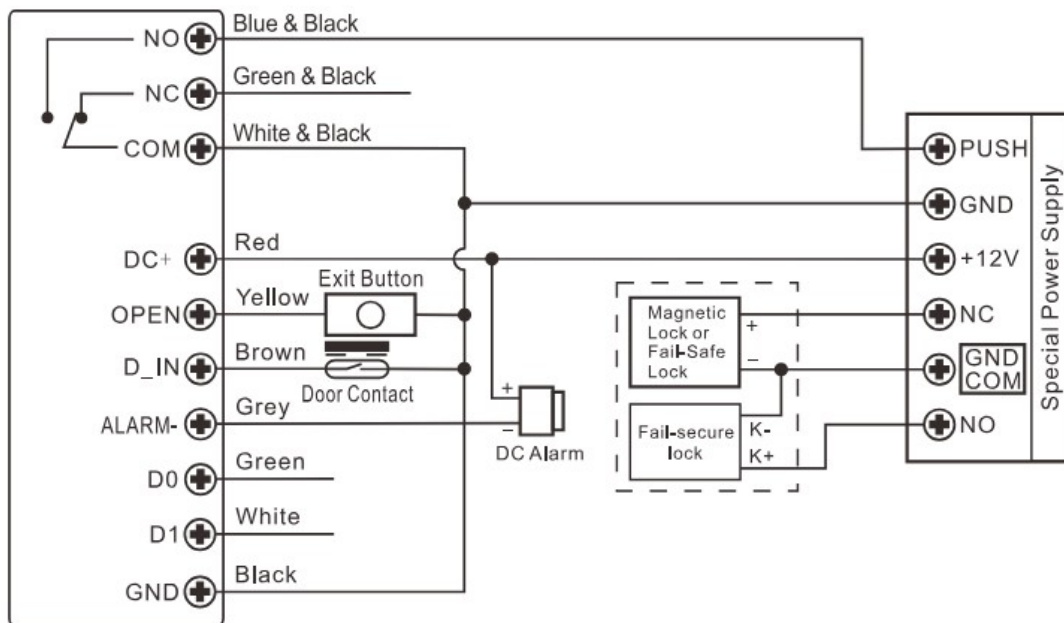 NO
Blue & Black
NC
Green & Black
COM
White & Black
DC+
Red
OPEN
Yellow
Exit Button
D_IN
Brown
Door Contact
ALARM-
Grey
+
−
DC Alarm
D0
Green
D1
White
GND
Black
Magnetic
Lock or
Fail-Safe
Lock
+
−
Fail-secure
lock
K-
K+
PUSH
GND
+12V
NC
GND
COM
NO
Special Power Supply